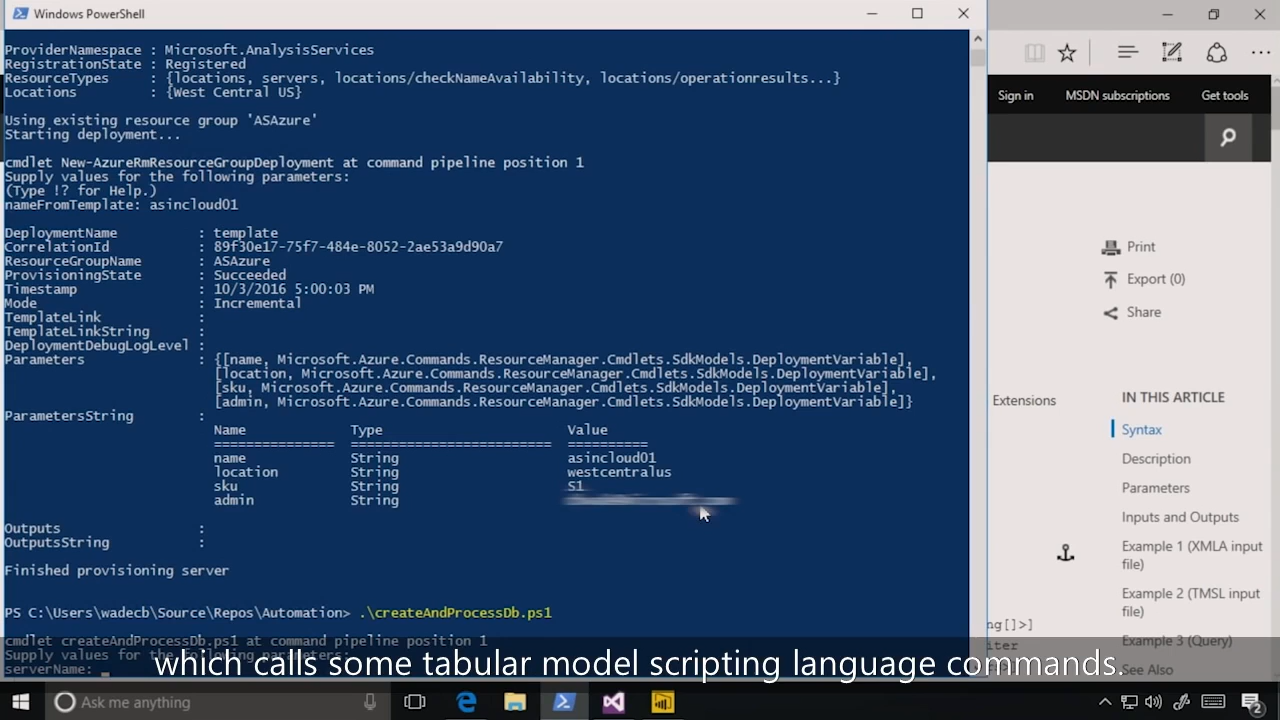 Windows PowerShell
ProviderNamespace : Microsoft.AnalysisServices
RegistrationState : Registered
ResourceTypes : {locations, servers, locations/checkNameAvailability, locations/operationresults...}
Locations : {West Central US}
Using existing resource group 'ASAzure'
Starting deployment...
cmdlet New-AzureRmResourceGroupDeployment at command pipeline position 1
Supply values for the following parameters:
(Type !? for Help.)
nameFromTemplate: asincloud01
DeploymentName : template
CorrelationId : 89f30e17-75f7-484e-8052-2ae53a9d90a7
ResourceGroupName : ASAzure
ProvisioningState : Succeeded
Timestamp : 10/3/2016 5:00:03 PM
Mode : Incremental
TemplateLink :
TemplateLinkString :
DeploymentDebugLogLevel :
Parameters : {[name, Microsoft.Azure.Commands.ResourceManager.Cmdlets.SdkModels.DeploymentVariable],
[location, Microsoft.Azure.Commands.ResourceManager.Cmdlets.SdkModels.DeploymentVariable],
[sku, Microsoft.Azure.Commands.ResourceManager.Cmdlets.SdkModels.DeploymentVariable],
[admin, Microsoft.Azure.Commands.ResourceManager.Cmdlets.SdkModels.DeploymentVariable]}
ParametersString :
Name Type Value
=============== ========================= ==========
name String asincloud01
location String westcentralus
sku String S1
admin String
Outputs :
OutputsString :
Finished provisioning server
PS C:\Users\wadecb\Source\Repos\Automation> .\createAndProcessDb.ps1
cmdlet createAndProcessDb.ps1 at command pipeline position 1
Supply values for the following parameters:
serverName:
Sign in MSDN subscriptions Get tools
Print
Export (0)
Share
Extensions
IN THIS ARTICLE
Syntax
Description
Parameters
Inputs and Outputs
Example 1 (XMLA input
file)
Example 2 (TMSL input
file)
Example 3 (Query)
See Also
ng[]>]
iter
which calls some tabular model scripting language commands.
Ask me anything
2